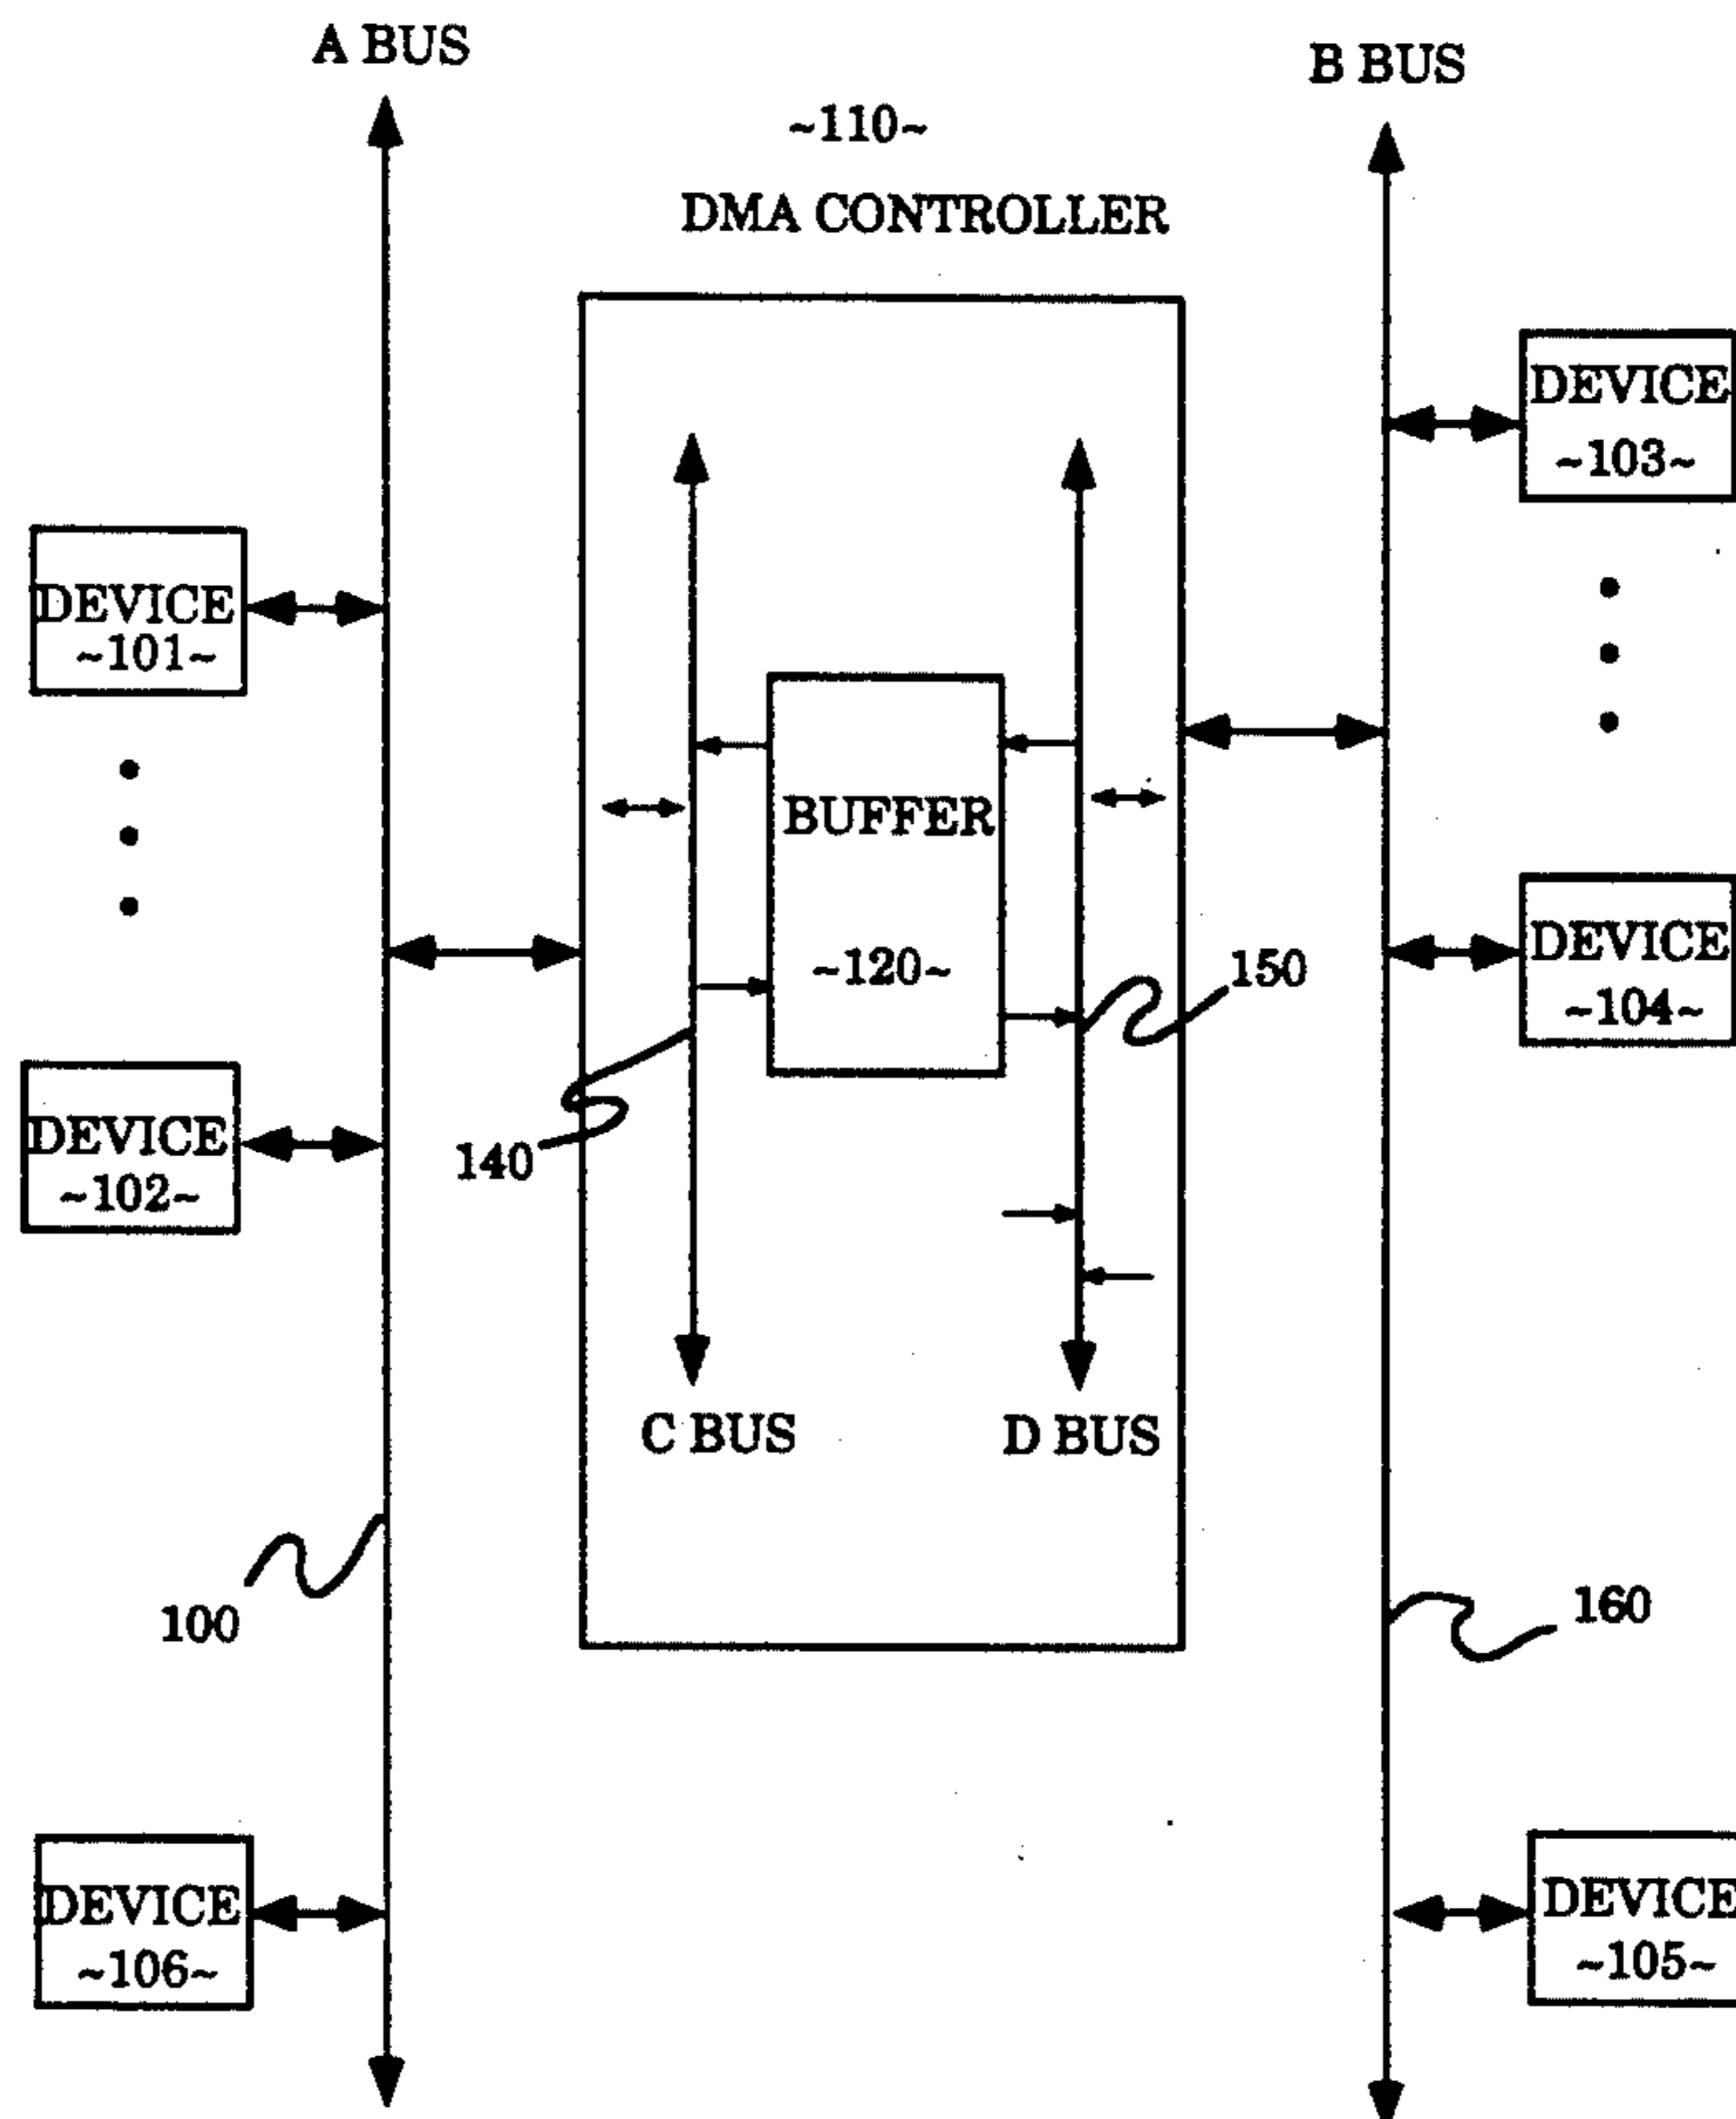 A BUS
B BUS
~110~
DMA CONTROLLER
DEVICE
~103~
DEVICE
~101~
BUFFER
~120~
150
DEVICE
~104~
DEVICE
~102~
140
C BUS
D BUS
100
160
DEVICE
~106~
DEVICE
~105~